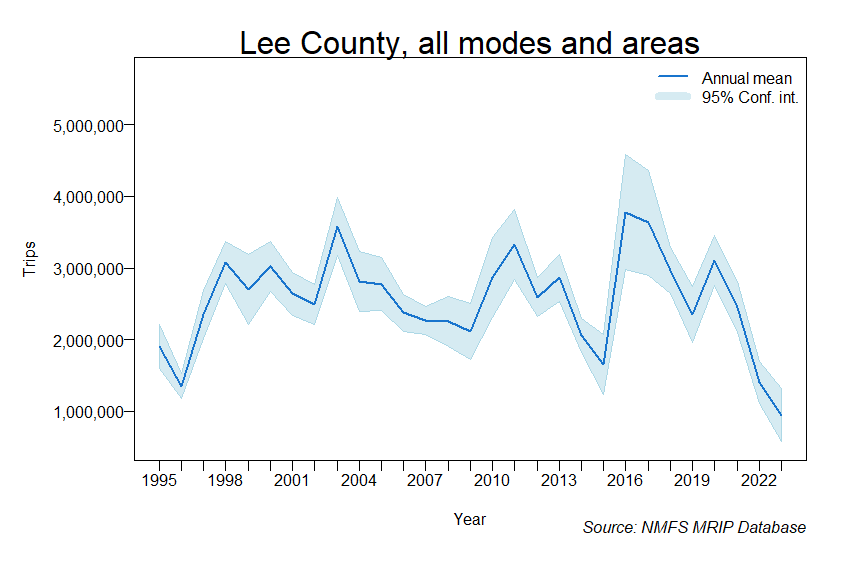 Lee County, all modes and areas
Annual mean
95% Conf. int.
5,000,000
4,000,000
3,000,000
2,000,000
1,000,000
Trips
1995 1998 2001 2004 2007 2010 2013 2016 2019 2022
Year
Source: NMFS MRIP Database